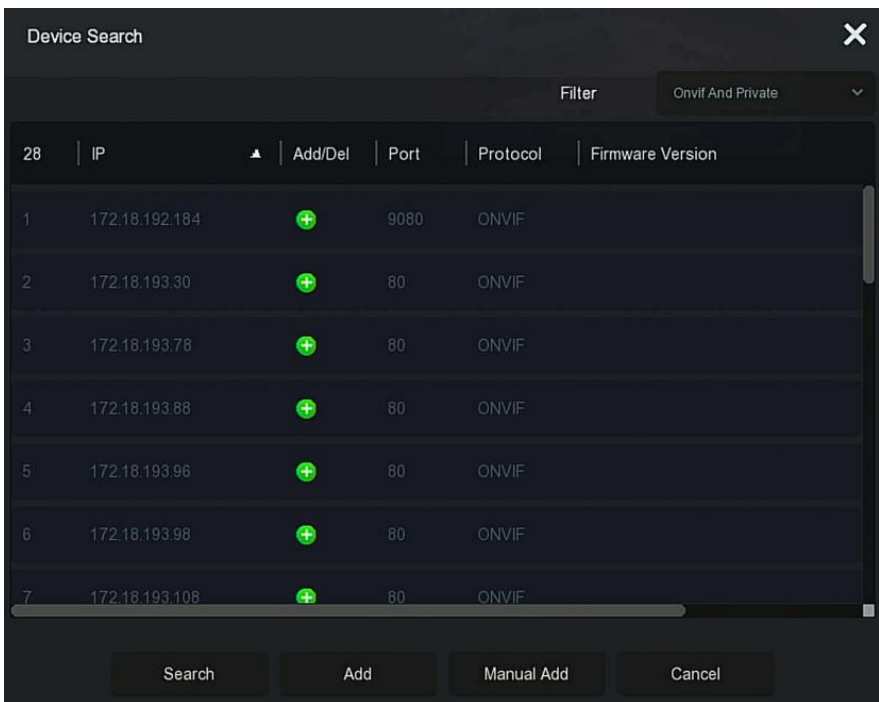 Device Search
Filter Onvif And Private
28 IP Add/Del Port Protocol Firmware Version
1 172.18.192.184 9080 ONVIF
2 172.18.193.30 80 ONVIF
3 172.18.193.78 80 ONVIF
4 172.18.193.88 80 ONVIF
5 172.18.193.96 80 ONVIF
6 172.18.193.98 80 ONVIF
7 172.18.193.108 80 ONVIF
Search Add Manual Add Cancel